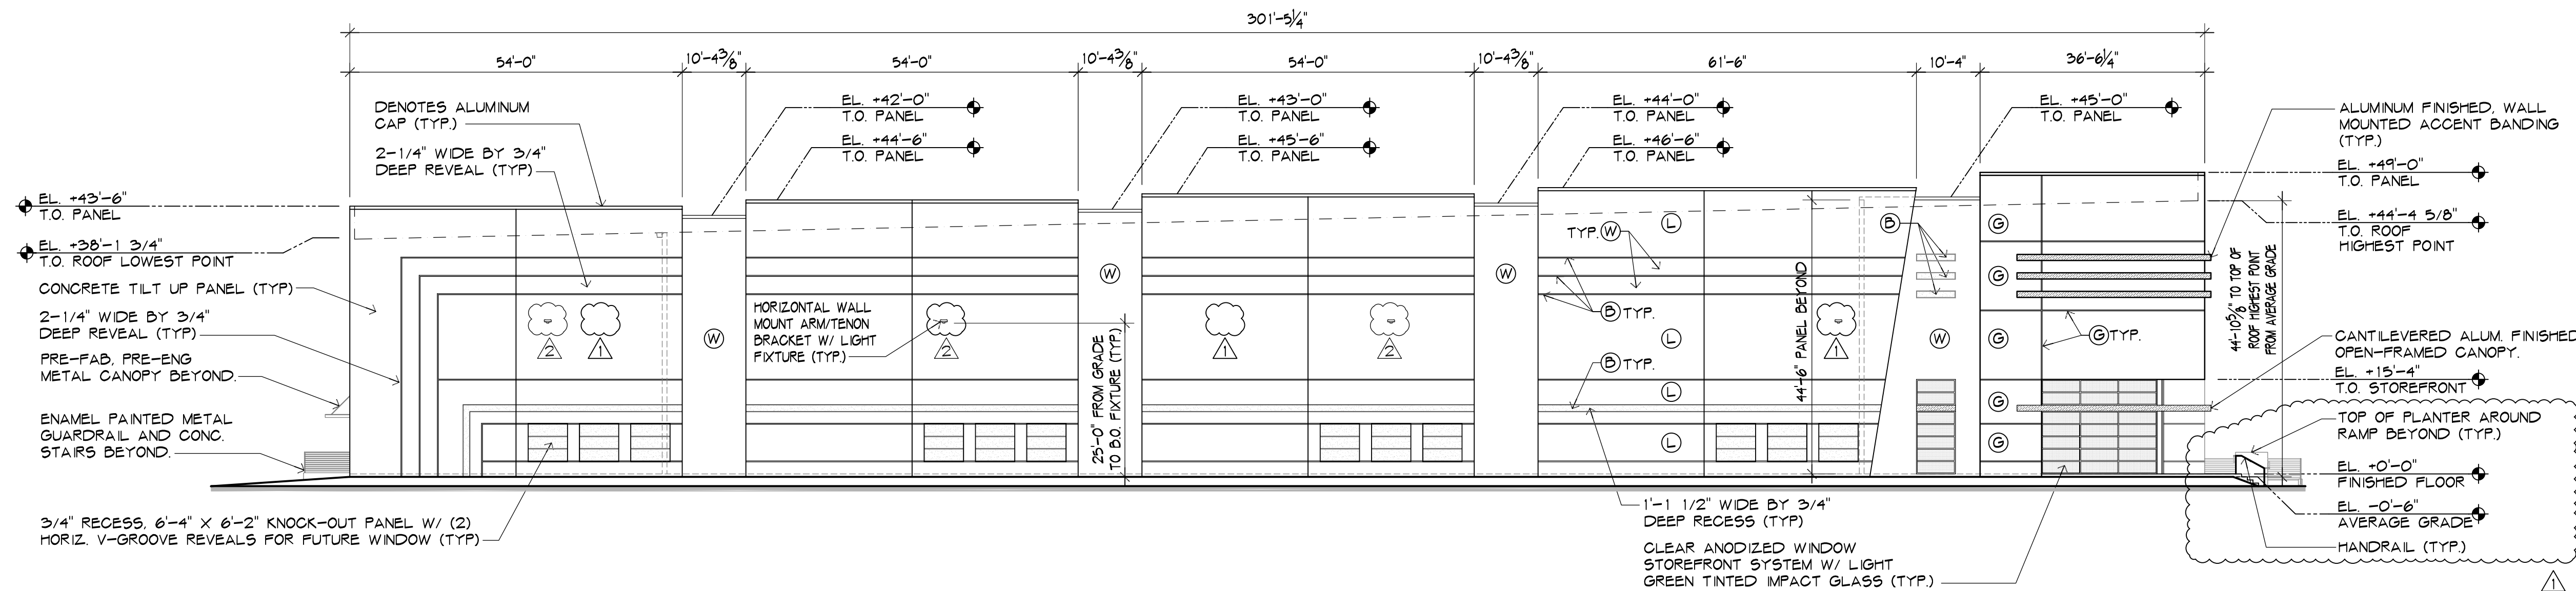 301'-5¼"
54'-0"
10'-4⅜"
54'-0"
10'-4⅜"
54'-0"
10'-4⅜"
61'-6"
10'-4"
36'-6¼"
DENOTES ALUMINUM
CAP (TYP.)
2-1/4" WIDE BY 3/4"
DEEP REVEAL (TYP)
EL. +42'-0"
T.O. PANEL
EL. +44'-6"
T.O. PANEL
EL. +43'-0"
T.O. PANEL
EL. +45'-6"
T.O. PANEL
EL. +44'-0"
T.O. PANEL
EL. +46'-6"
T.O. PANEL
EL. +45'-0"
T.O. PANEL
ALUMINUM FINISHED, WALL
MOUNTED ACCENT BANDING
(TYP.)
EL. +49'-0"
T.O. PANEL
EL. +44'-4 5/8"
T.O. ROOF
HIGHEST POINT
EL. +43'-6"
T.O. PANEL
EL. +38'-1 3/4"
T.O. ROOF LOWEST POINT
CONCRETE TILT UP PANEL (TYP)
2-1/4" WIDE BY 3/4"
DEEP REVEAL (TYP)
PRE-FAB, PRE-ENG
METAL CANOPY BEYOND.
ENAMEL PAINTED METAL
GUARDRAIL AND CONC.
STAIRS BEYOND.
3/4" RECESS, 6'-4" X 6'-2" KNOCK-OUT PANEL W/ (2)
HORIZ. V-GROOVE REVEALS FOR FUTURE WINDOW (TYP)
2
1
W
HORIZONTAL WALL
MOUNT ARM/TENON
BRACKET W/ LIGHT
FIXTURE (TYP.)
2
W
25'-0" FROM GRADE
TO B.O. FIXTURE (TYP.)
1
2
W
TYP. W
L
B TYP.
L
B TYP.
L
L
44'-6" PANEL BEYOND
1
B
W
G
G
G
G TYP.
G
G
44'-10⅝" TO TOP OF
ROOF HIGHEST POINT
FROM AVERAGE GRADE
CANTILEVERED ALUM. FINISHED
OPEN-FRAMED CANOPY.
EL. +15'-4"
T.O. STOREFRONT
TOP OF PLANTER AROUND
RAMP BEYOND (TYP.)
EL. +0'-0"
FINISHED FLOOR
EL. -0'-6"
AVERAGE GRADE
HANDRAIL (TYP.)
1
1'-1 1/2" WIDE BY 3/4"
DEEP RECESS (TYP)
CLEAR ANODIZED WINDOW
STOREFRONT SYSTEM W/ LIGHT
GREEN TINTED IMPACT GLASS (TYP.)